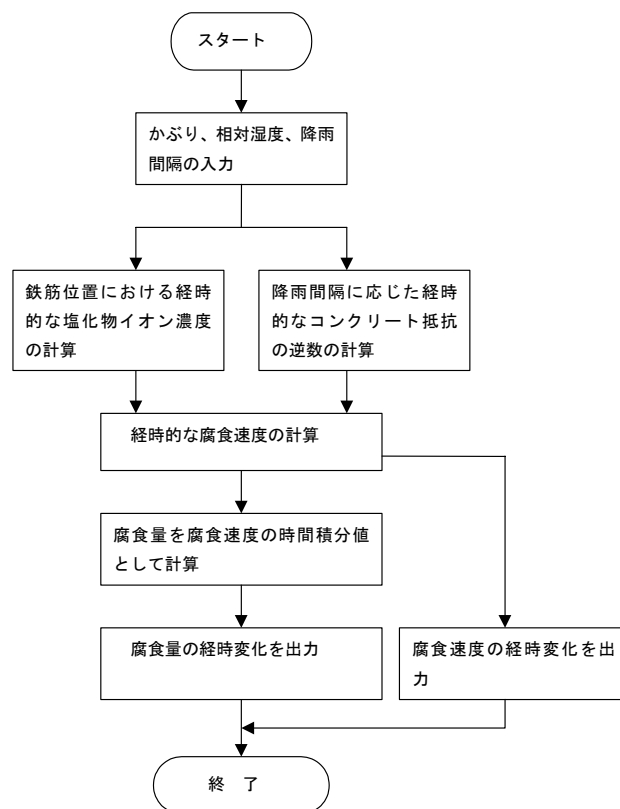 スタート
かぶり、相対湿度、降雨
間隔の入力
鉄筋位置における経時
的な塩化物イオン濃度
の計算
降雨間隔に応じた経時
的なコンクリート抵抗
の逆数の計算
経時的な腐食速度の計算
腐食量を腐食速度の時間積分値
として計算
腐食量の経時変化を出力
腐食速度の経時変化を出
力
終 了